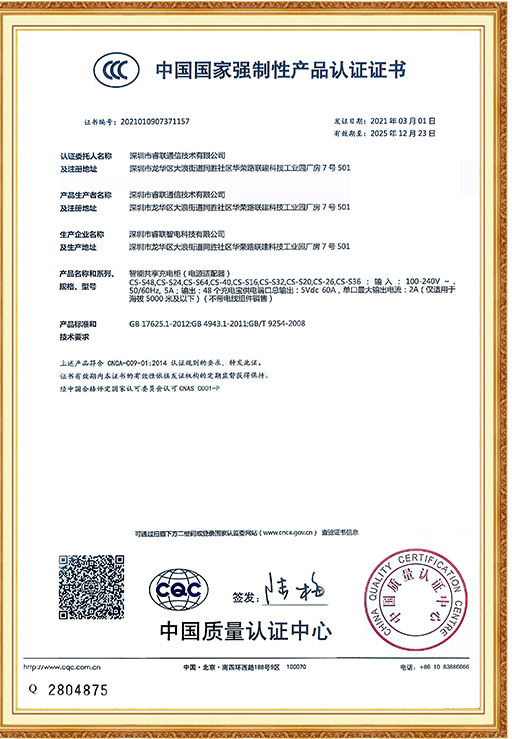 CCC 中国国家强制性产品认证证书
证书编号：2021010907371157
发证日期：2021 年 03 月 01 日
有效期至：2025 年 12 月 23 日
认证委托人名称 深圳市睿联通信技术有限公司
及注册地址 深圳市龙华区大浪街道同胜社区华荣路联建科技工业园厂房 7 号 501
产品生产者名称 深圳市睿联通信技术有限公司
及注册地址 深圳市龙华区大浪街道同胜社区华荣路联建科技工业园厂房 7 号 501
生产企业名称 深圳市睿联智电科技有限公司
及生产地址 深圳市龙华区大浪街道同胜社区华荣路联建科技工业园厂房 7 号 501
产品名称和系列、 智能共享充电柜（电源适配器）
规格、型号 CS-S48,CS-S24,CS-S64,CS-40,CS-S16,CS-S32,CS-S20,CS-26,CS-S36 ；输入：100-240V ~,
50/60Hz, 5A；输出：48 个充电宝供电端口总输出：5Vdc 60A，单口最大输出电流：2A（仅适用于
海拔 5000 米及以下）（不带电线组件销售）
产品标准和 GB 17625.1-2012;GB 4943.1-2011;GB/T 9254-2008
技术要求
上述产品符合 CNCA-C09-01:2014 认证规则的要求，特发此证。
证书有效期内本证书的有效性依据发证机构的定期监督获得保持。
经中国合格评定国家认可委员会认可 CNAS C001-P
可通过扫描下方二维码或登录国家认监委网站（www.cnca.gov.cn） 查验证书信息
CQC
签发：陆梅
中国质量认证中心
CHINA QUALITY CERTIFICATION CENTRE
中国质量认证中心
http://www.cqc.com.cn 中国·北京·南四环西路188号9区 100070 电话：+86 10 83886666
Q 2804875